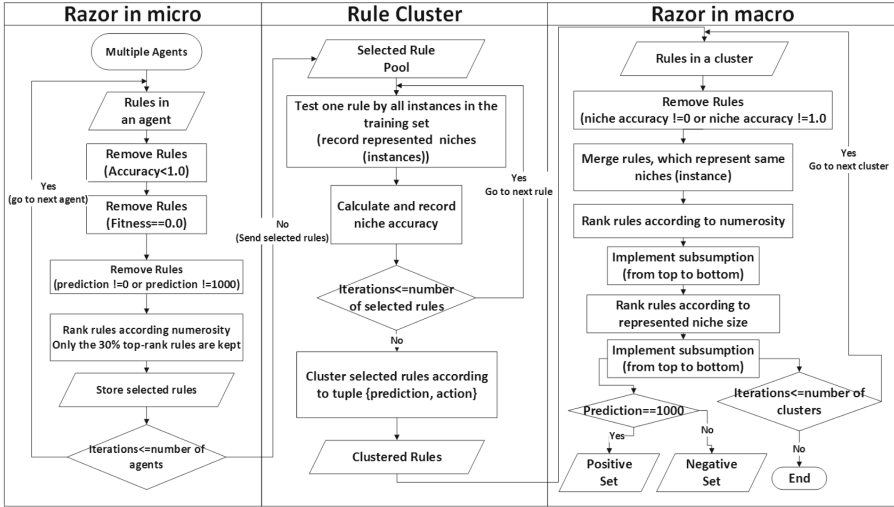 Razor in micro
Multiple Agents
Rules in
an agent
Remove Rules
(Accuracy<1.0)
Yes
(go to next agent)
Remove Rules
(Fitness==0.0)
Remove Rules
(prediction !=0 or prediction !=1000)
Rank rules according numerosity
Only the 30% top-rank rules are kept
Store selected rules
Iterations<=number of
agents
Rule Cluster
Selected Rule
Pool
Test one rule by all instances in the
training set
(record represented niches
(instances))
Yes
Go to next rule
Calculate and record
niche accuracy
No
(Send selected rules)
Iterations<=number
of selected rules
No
Cluster selected rules according
to tuple {prediction, action}
Clustered Rules
Razor in macro
Rules in a cluster
Remove Rules
(niche accuracy !=0 or niche accuracy !=1.0)
Yes
Go to next cluster
Merge rules, which represent same
niches (instance)
Rank rules according to numerosity
Implement subsumption
(from top to bottom)
Rank rules according to
represented niche size
Implement subsumption
(from top to bottom)
Iterations<=number of
clusters
Prediction==1000
Yes
No
No
Positive
Set
Negative
Set
End